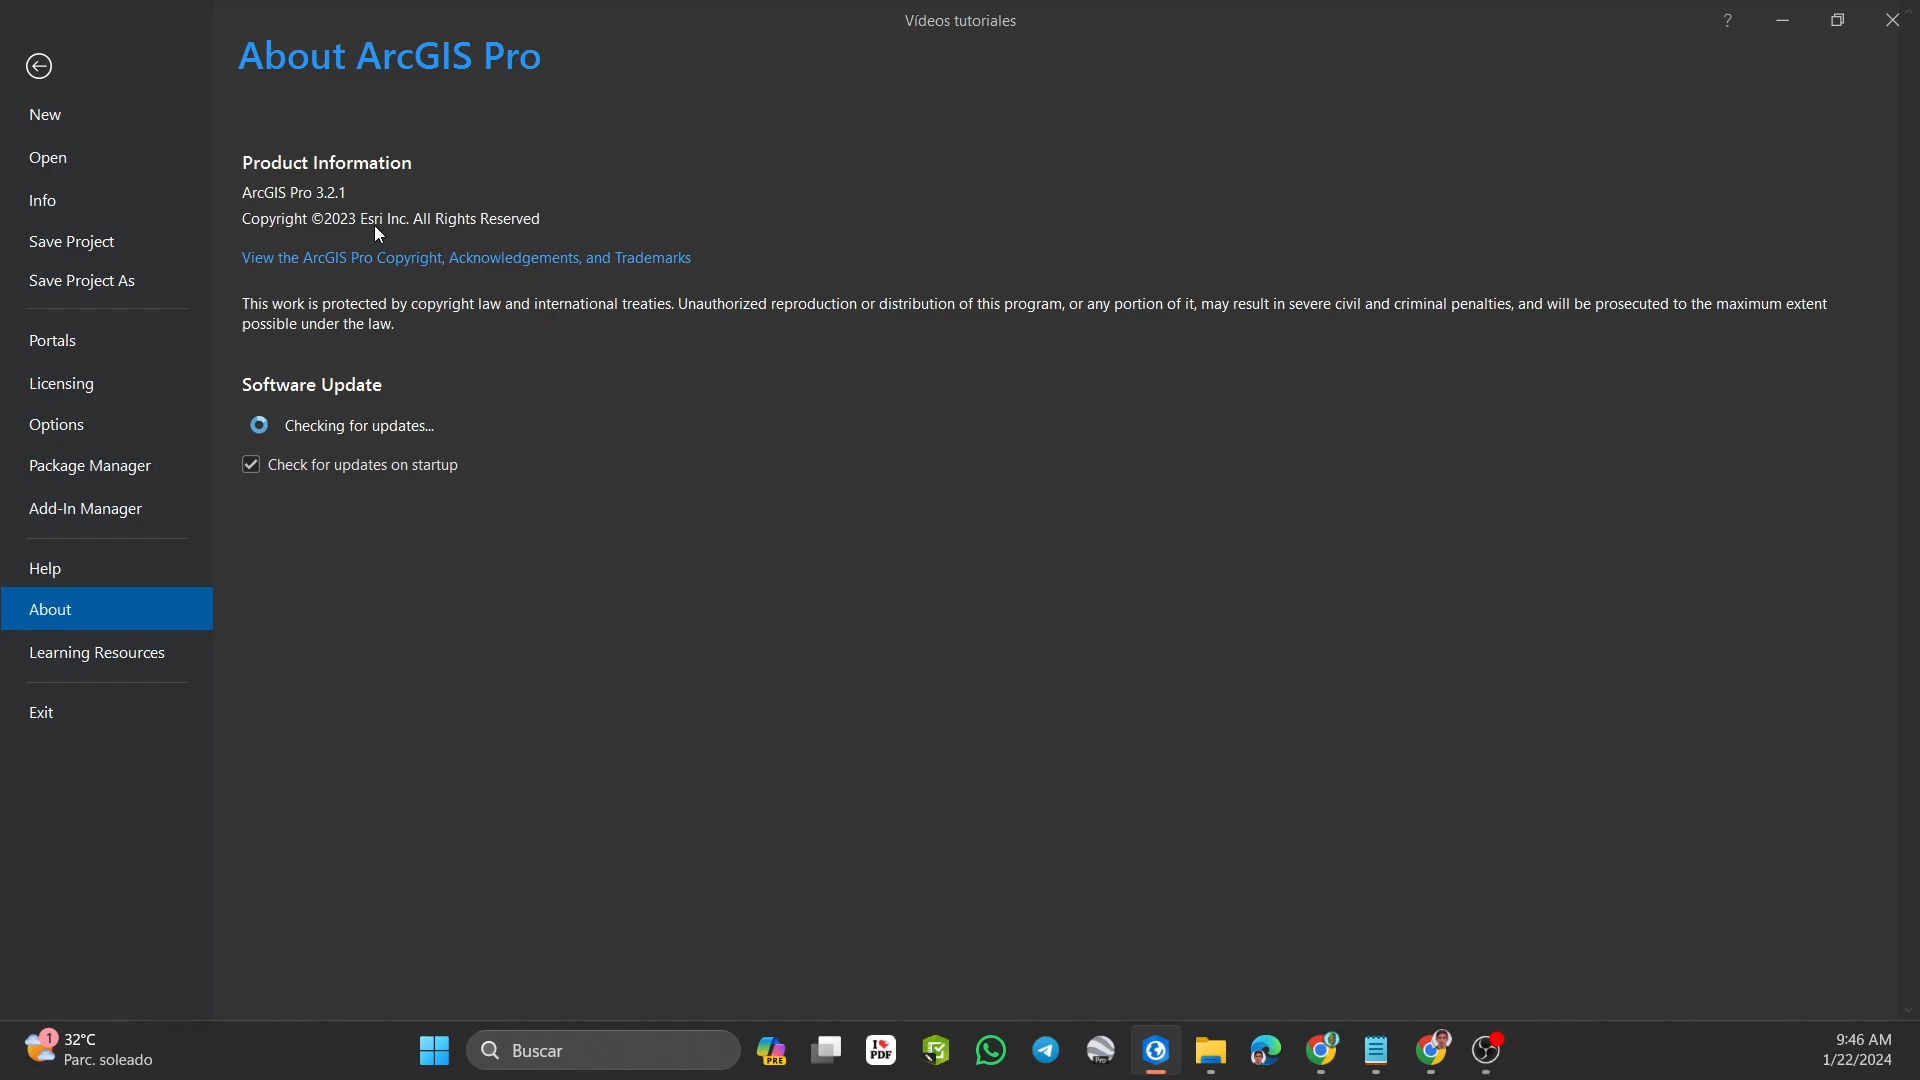 Vídeos tutoriales
?
About ArcGIS Pro
New
Open
Info
Save Project
Save Project As
Portals
Licensing
Options
Package Manager
Add-In Manager
Help
About
Learning Resources
Exit
Product Information
ArcGIS Pro 3.2.1
Copyright ©2023 Esri Inc. All Rights Reserved
View the ArcGIS Pro Copyright, Acknowledgements, and Trademarks
This work is protected by copyright law and international treaties. Unauthorized reproduction or distribution of this program, or any portion of it, may result in severe civil and criminal penalties, and will be prosecuted to the maximum extent
possible under the law.
Software Update
Checking for updates...
Check for updates on startup
1
32°C
Parc. soleado
Buscar
PRE
I
PDF
Pro
9:46 AM
1/22/2024